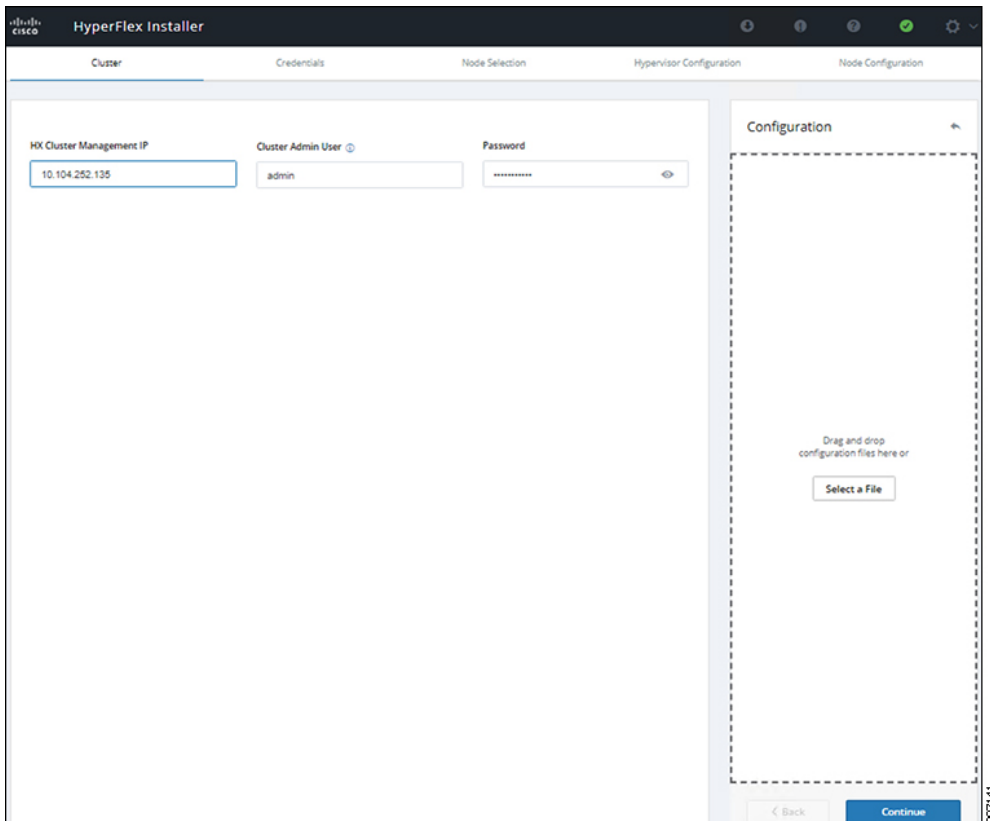 CISCO HyperFlex Installer
Cluster Credentials Node Selection Hypervisor Configuration Node Configuration
HX Cluster Management IP Cluster Admin User Password
10.104.252.135 admin
Configuration
Drag and drop
configuration files here or
Select a File
< Back Continue